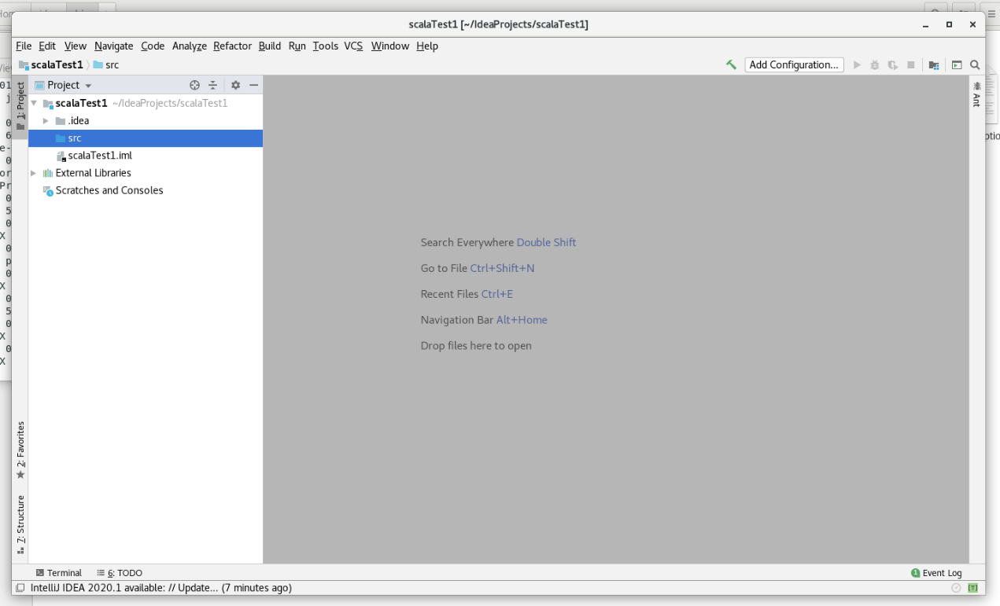 scalaTest1 [~/IdeaProjects/scalaTest1]
File Edit View Navigate Code Analyze Refactor Build Run Tools VCS Window Help
scalaTest1 src
Add Configuration...
1: Project
Project
scalaTest1 ~/IdeaProjects/scalaTest1
.idea
src
scalaTest1.iml
External Libraries
Scratches and Consoles
Search Everywhere Double Shift
Go to File Ctrl+Shift+N
Recent Files Ctrl+E
Navigation Bar Alt+Home
Drop files here to open
Ant
2: Favorites
7: Structure
Terminal 6: TODO
1 Event Log
IntelliJ IDEA 2020.1 available: // Update... (7 minutes ago)
[T]